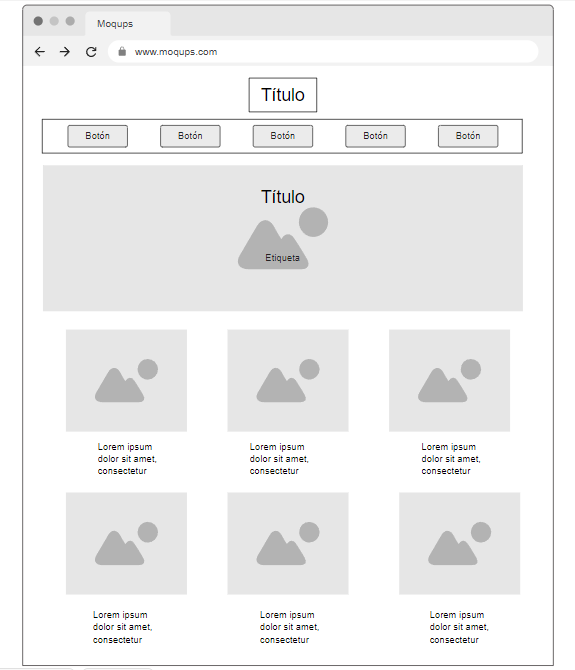 Moqups
www.moqups.com
Título
Botón Botón Botón Botón Botón
Título
Etiqueta
Lorem ipsum
dolor sit amet,
consectetur
Lorem ipsum
dolor sit amet,
consectetur
Lorem ipsum
dolor sit amet,
consectetur
Lorem ipsum
dolor sit amet,
consectetur
Lorem ipsum
dolor sit amet,
consectetur
Lorem ipsum
dolor sit amet,
consectetur